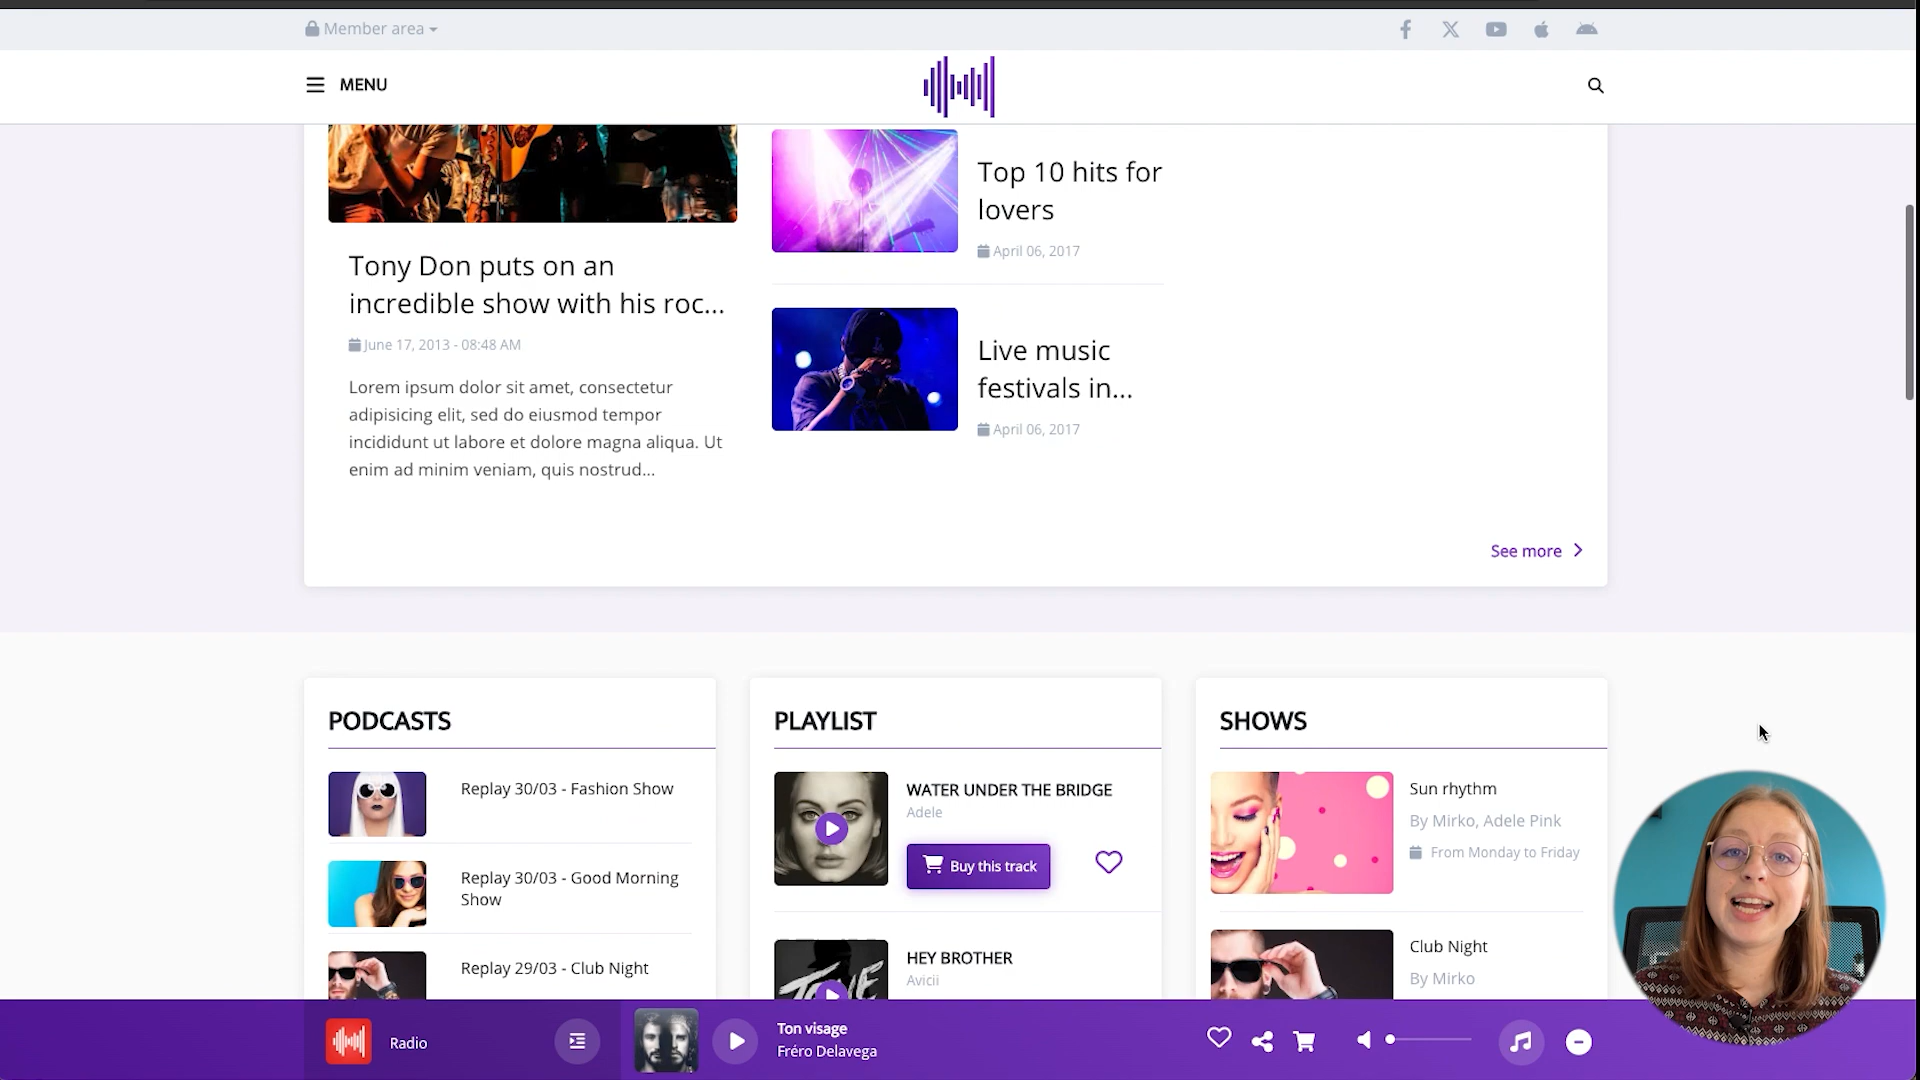 Member area
MENU
Tony Don puts on an
incredible show with his roc...
June 17, 2013 - 08:48 AM
Lorem ipsum dolor sit amet, consectetur
adipisicing elit, sed do eiusmod tempor
incididunt ut labore et dolore magna aliqua. Ut
enim ad minim veniam, quis nostrud...
Top 10 hits for
lovers
April 06, 2017
Live music
festivals in...
April 06, 2017
See more
PODCASTS
Replay 30/03 - Fashion Show
Replay 30/03 - Good Morning
Show
Replay 29/03 - Club Night
PLAYLIST
WATER UNDER THE BRIDGE
Adele
Buy this track
HEY BROTHER
Avicii
SHOWS
Sun rhythm
By Mirko, Adele Pink
From Monday to Friday
Club Night
By Mirko
Radio
Ton visage
Fréro Delavega